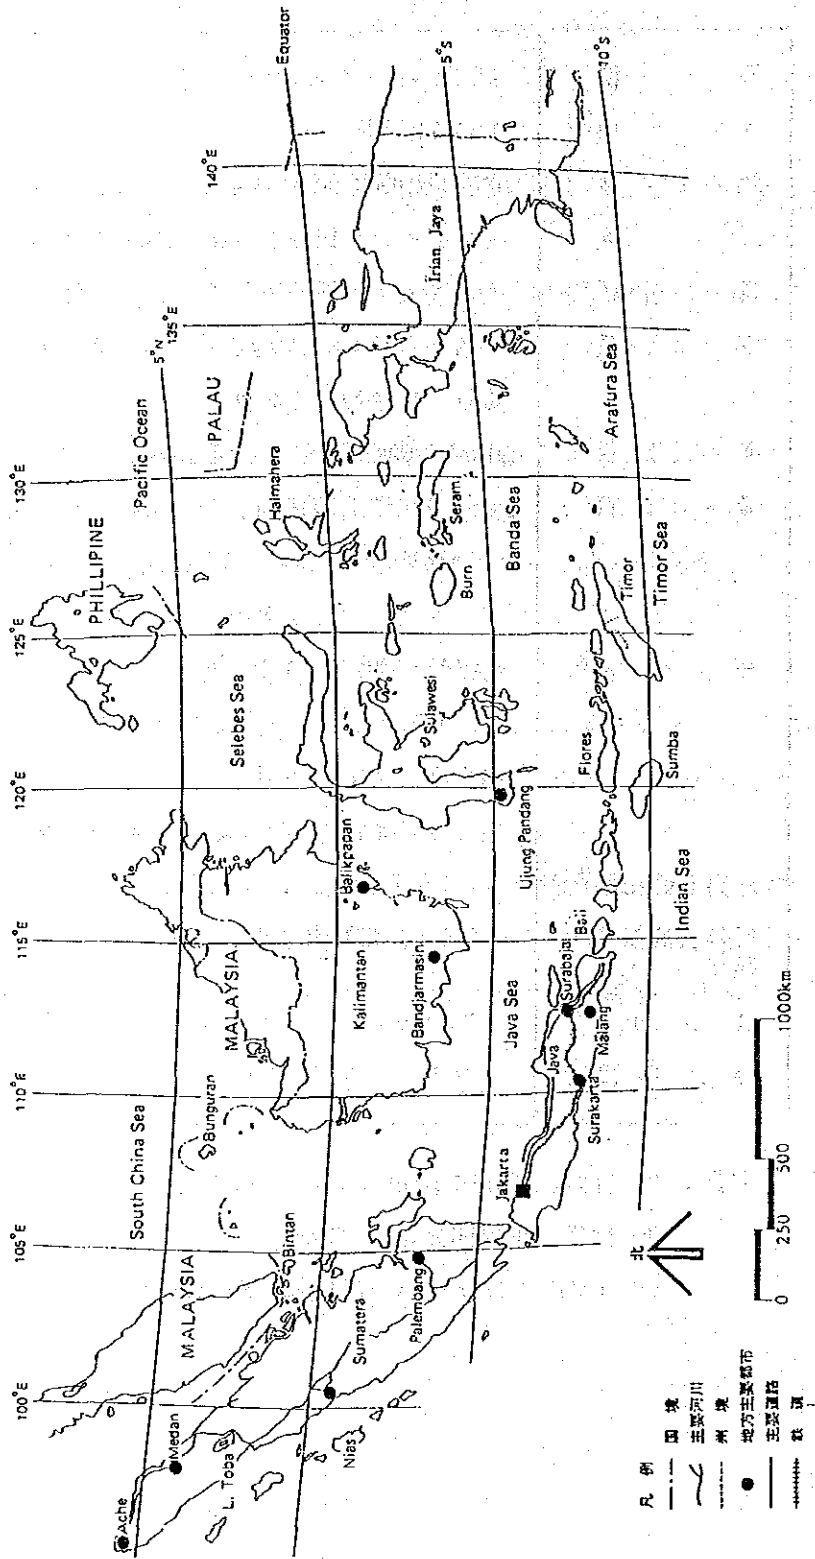 100°E
105°E
110°E
115°E
120°E
125°E
130°E
5°N
135°E
140°E
Equator
5°S
10°S
PHILLIPINE
Pacific Ocean
PALAU
South China Sea
Selebes Sea
Halmahera
MALAYSIA
MALAYSIA
Bunguran
Bintan
Ache
Medan
L. Toba
Nias
Sumatera
Palembang
Kalimantan
Balikpapan
Bandjarmasin
Sulawesi
Ujung Pandang
Burn
Seram
Irian Jaya
Java Sea
Banda Sea
Jakarta
Java
Surabaja
Bali
Surakarta
Malang
Flores
Sumba
Timor
Timor Sea
Arafura Sea
Indian Sea
北
0
250
500
1000km
凡 例
国 境
主要河川
州 境
地方主要都市
主要道路
鉄 道